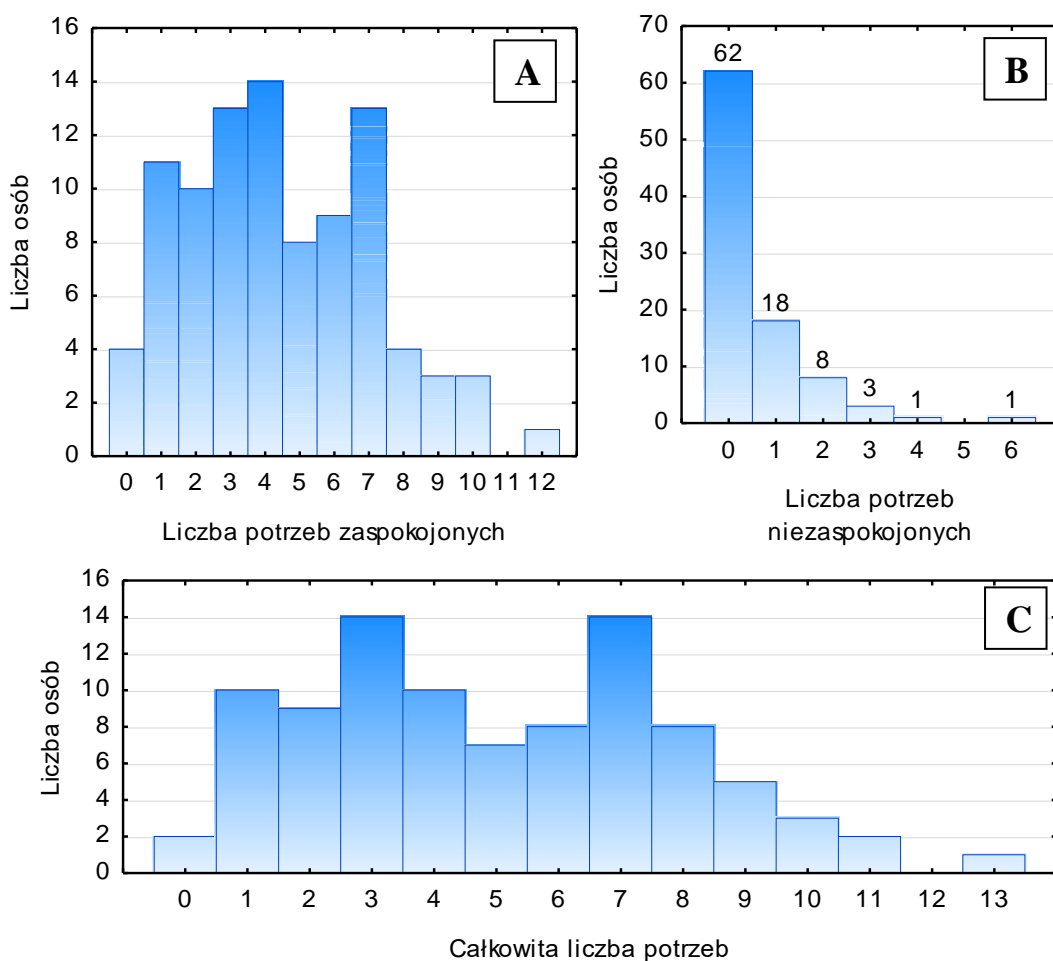 A
Liczba osób
16
14
12
10
8
6
4
2
0
0 1 2 3 4 5 6 7 8 9 10 11 12
Liczba potrzeb zaspokojonych
B
Liczba osób
70
60
50
40
30
20
10
0
62
18
8
3
1
1
0 1 2 3 4 5 6
Liczba potrzeb
niezaspokojonych
C
Liczba osób
16
14
12
10
8
6
4
2
0
0 1 2 3 4 5 6 7 8 9 10 11 12 13
Całkowita liczba potrzeb